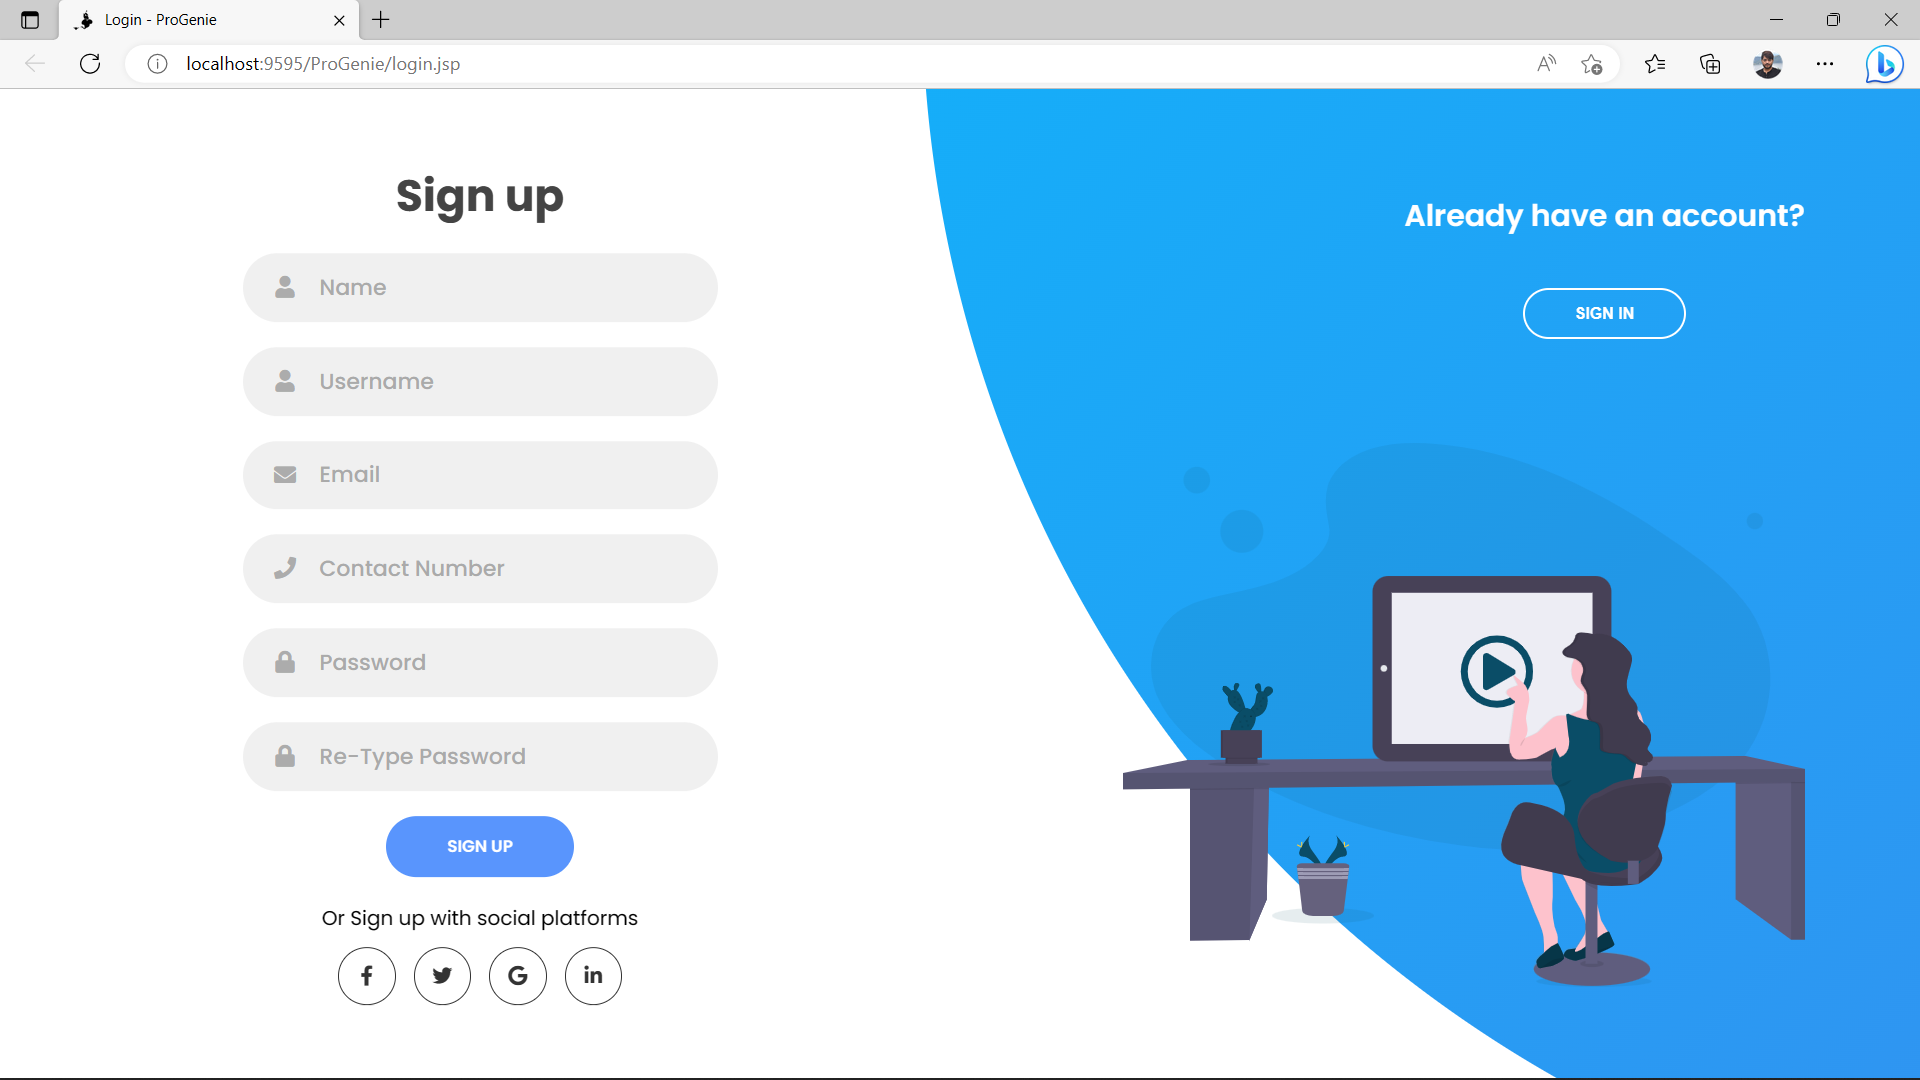 Login - ProGenie
localhost:9595/ProGenie/login.jsp
Sign up
Name
Username
Email
Contact Number
Password
Re-Type Password
SIGN UP
Or Sign up with social platforms
Already have an account?
SIGN IN